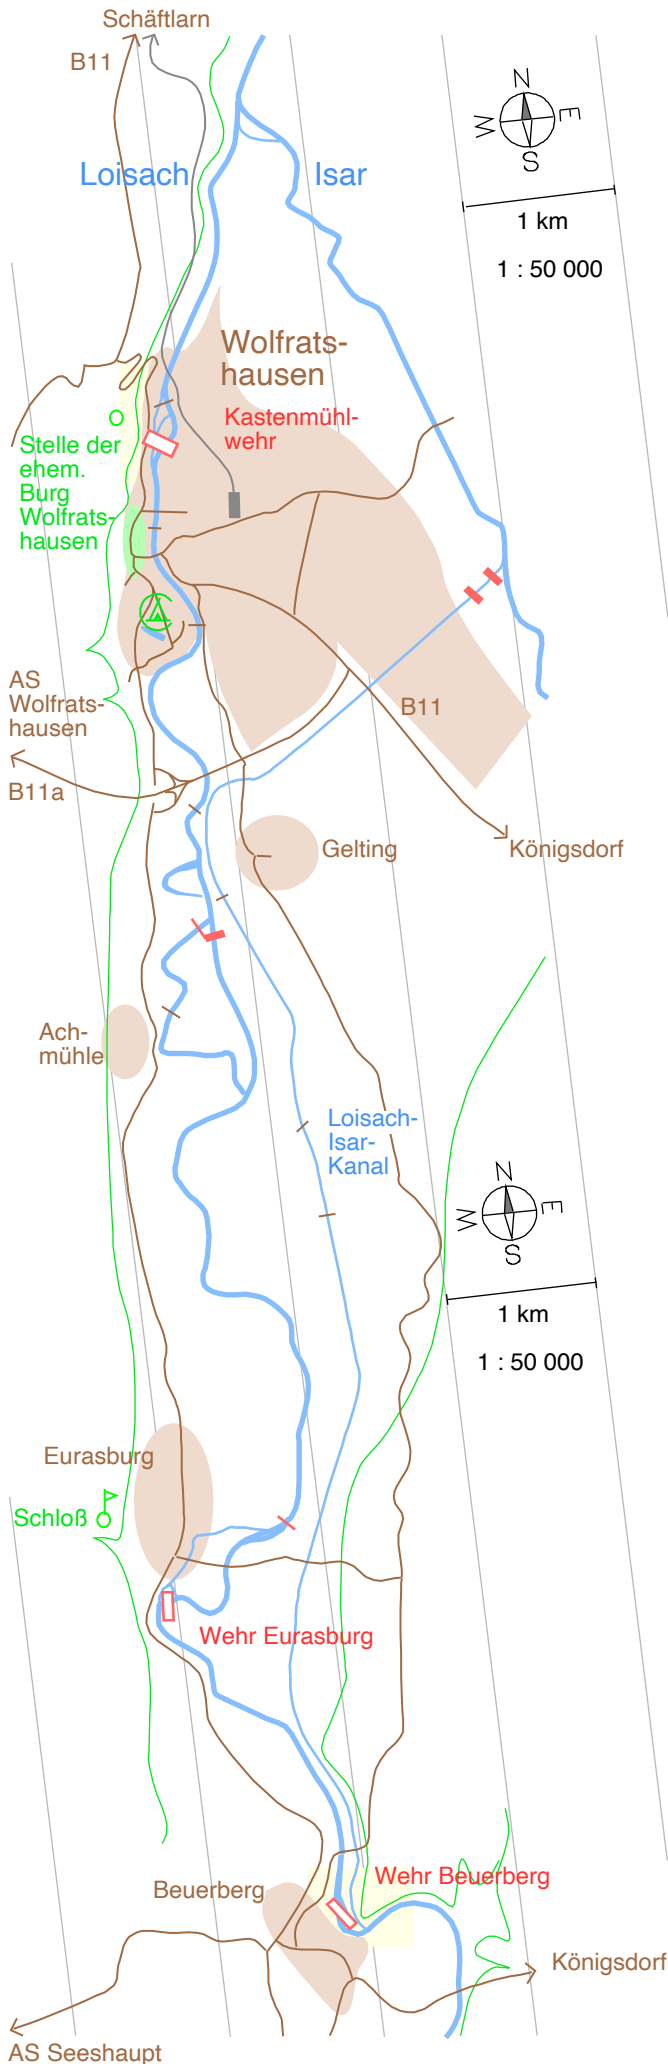 Schäftlarn
B11
N
E
W
S
Loisach
Isar
1 km
1 : 50 000
Wolfrats-
hausen
Kastenmühl-
wehr
Stelle der
ehem.
Burg
Wolfrats-
hausen
AS
Wolfrats-
hausen
B11
B11a
Gelting
Königsdorf
Ach-
mühle
Loisach-
Isar-
Kanal
N
E
W
S
1 km
1 : 50 000
Eurasburg
Schloß
Wehr Eurasburg
Wehr Beuerberg
Beuerberg
Königsdorf
AS Seeshaupt